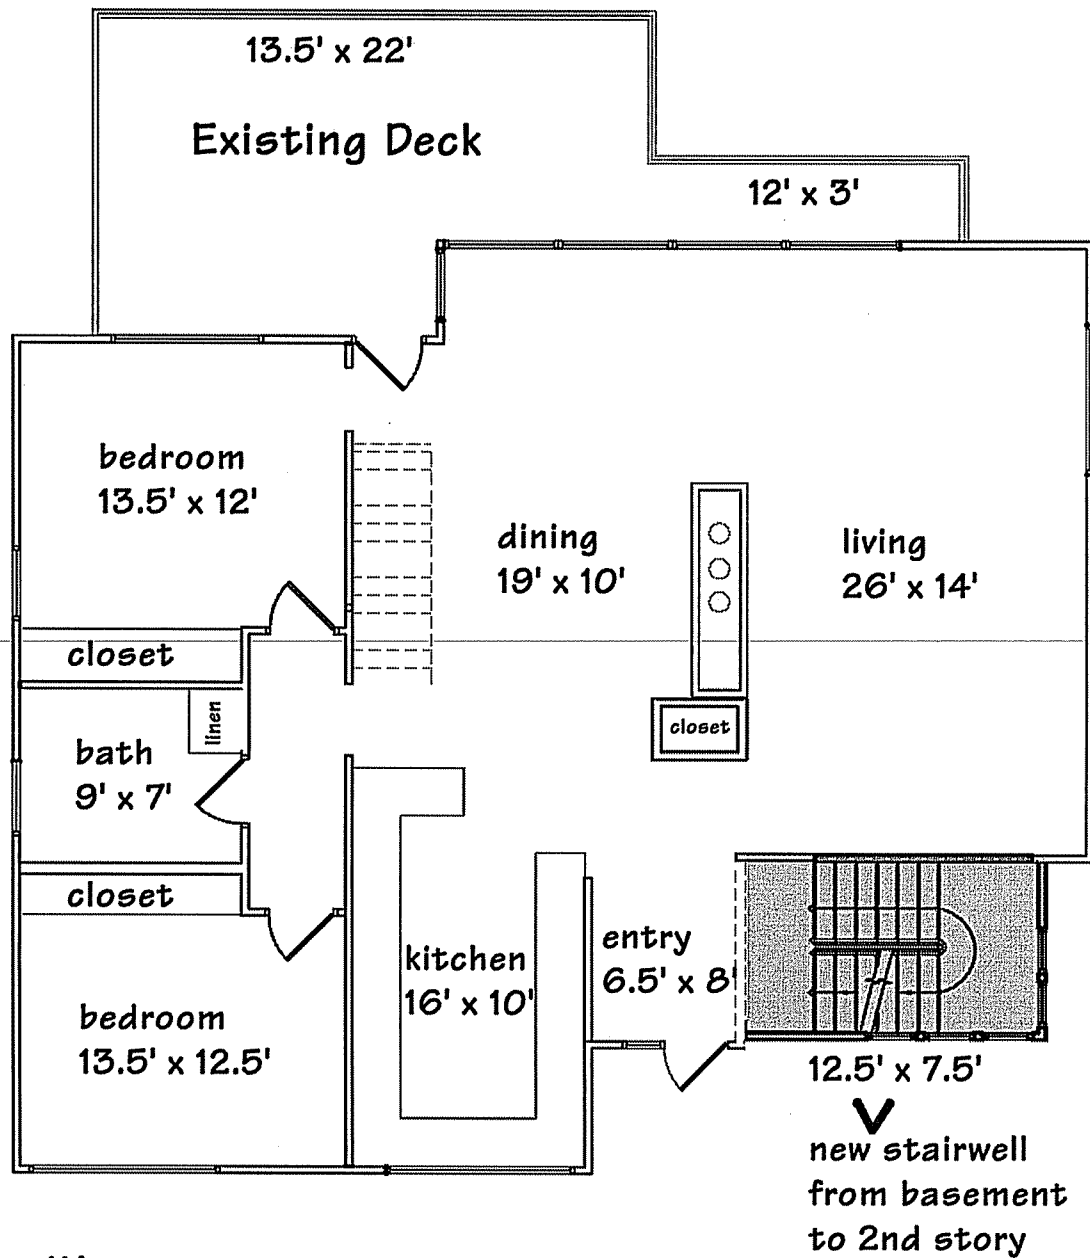 13.5' x 22'
Existing Deck
12' x 3'
bedroom
13.5' x 12'
dining
19' x 10'
living
26' x 14'
closet
linen
closet
bath
9' x 7'
closet
kitchen
16' x 10'
entry
6.5' x 8'
bedroom
13.5' x 12.5'
12.5' x 7.5'
new stairwell
from basement
to 2nd story